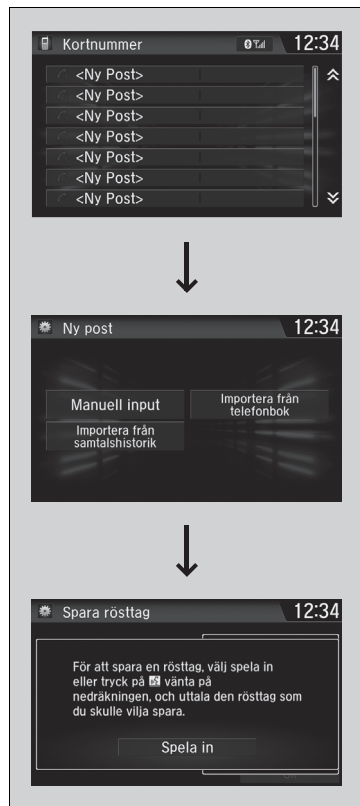 Kortnummer 12:34
<Ny Post>
<Ny Post>
<Ny Post>
<Ny Post>
<Ny Post>
<Ny Post>
<Ny Post>
Ny post 12:34
Manuell input
Importera från
telefonbok
Importera från
samtalshistorik
Spara rösttag 12:34
För att spara en rösttag, välj spela in
eller tryck på vänta på
nedräkningen, och uttala den rösttag som
du skulle vilja spara.
Spela in